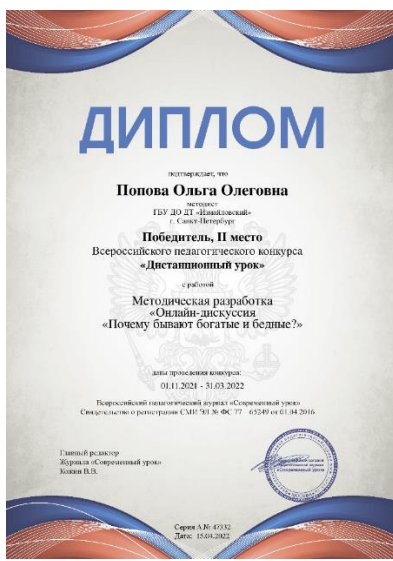 ДИПЛОМ
подтверждает, что
Попова Ольга Олеговна
методист
ГБУ ДО ДТ «Измайловский»
г. Санкт-Петербург
Победитель, II место
Всероссийского педагогического конкурса
«Дистанционный урок»
с работой
Методическая разработка
«Онлайн-дискуссия
«Почему бывают богатые и бедные?»
даты проведения конкурса:
01.11.2021 - 31.03.2022
Всероссийский педагогический журнал «Современный урок»
Свидетельство о регистрации СМИ ЭЛ № ФС 77 65249 от 01.04.2016
Главный редактор
Журнала «Современный урок»
В.В.
«Современный урок»
Серия А № 47332
Дата: 15.04.2022